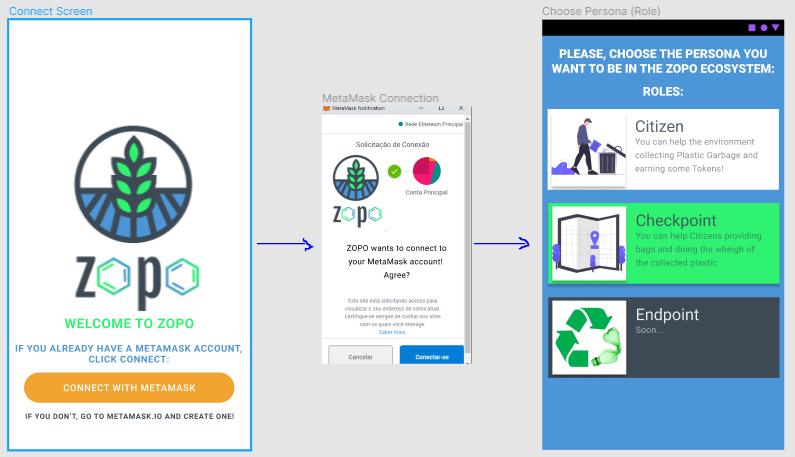 Connect Screen
zopo
WELCOME TO ZOPO
IF YOU ALREADY HAVE A METAMASK ACCOUNT,
CLICK CONNECT:
CONNECT WITH METAMASK
IF YOU DON'T, GO TO METAMASK.IO AND CREATE ONE!
MetaMask Connection
MetaMask Notification
Rede Ethereum Principal
Solicitação de Conexão
Conta Principal
zopo
ZOPO wants to connect to
your MetaMask account!
Agree?
Este site está solicitando acesso para
visualizar o seu endereço de conta atual.
Certifique-se sempre de confiar nos sites
com os quais você interage.
Saber mais.
Cancelar
Conectar-se
Choose Persona (Role)
PLEASE, CHOOSE THE PERSONA YOU
WANT TO BE IN THE ZOPO ECOSYSTEM:
ROLES:
Citizen
You can help the environment
collecting Plastic Garbage and
earning some Tokens!
Checkpoint
You can help Citizens providing
bags and doing the wheigh of
the collected plastic
Endpoint
Soon...